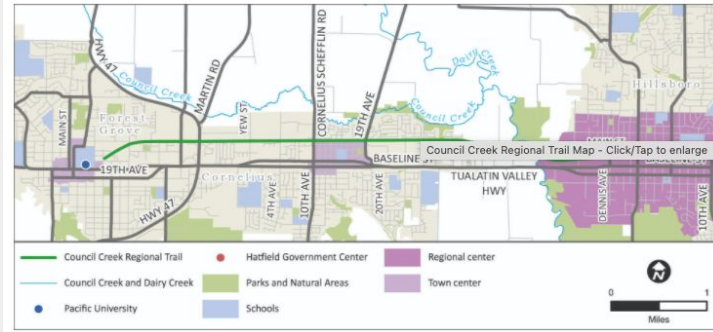 HWY 47
Council Creek
MARTIN RD
CORNELIUS SCHEFFLIN RD
Dairy Creek
Council Creek
Hillsboro
MAIN ST
Forest
Grove
YEW ST
19TH AVE
Council Creek Regional Trail Map - Click/Tap to enlarge
BASELINE ST
19TH AVE
Cornelius
TUALATIN VALLEY
HWY
HWY 47
4TH AVE
10TH AVE
20TH AVE
DENNIS AVE
10TH AVE
Council Creek Regional Trail
Hatfield Government Center
Regional center
Council Creek and Dairy Creek
Parks and Natural Areas
Town center
Pacific University
Schools
N
0
1
Miles